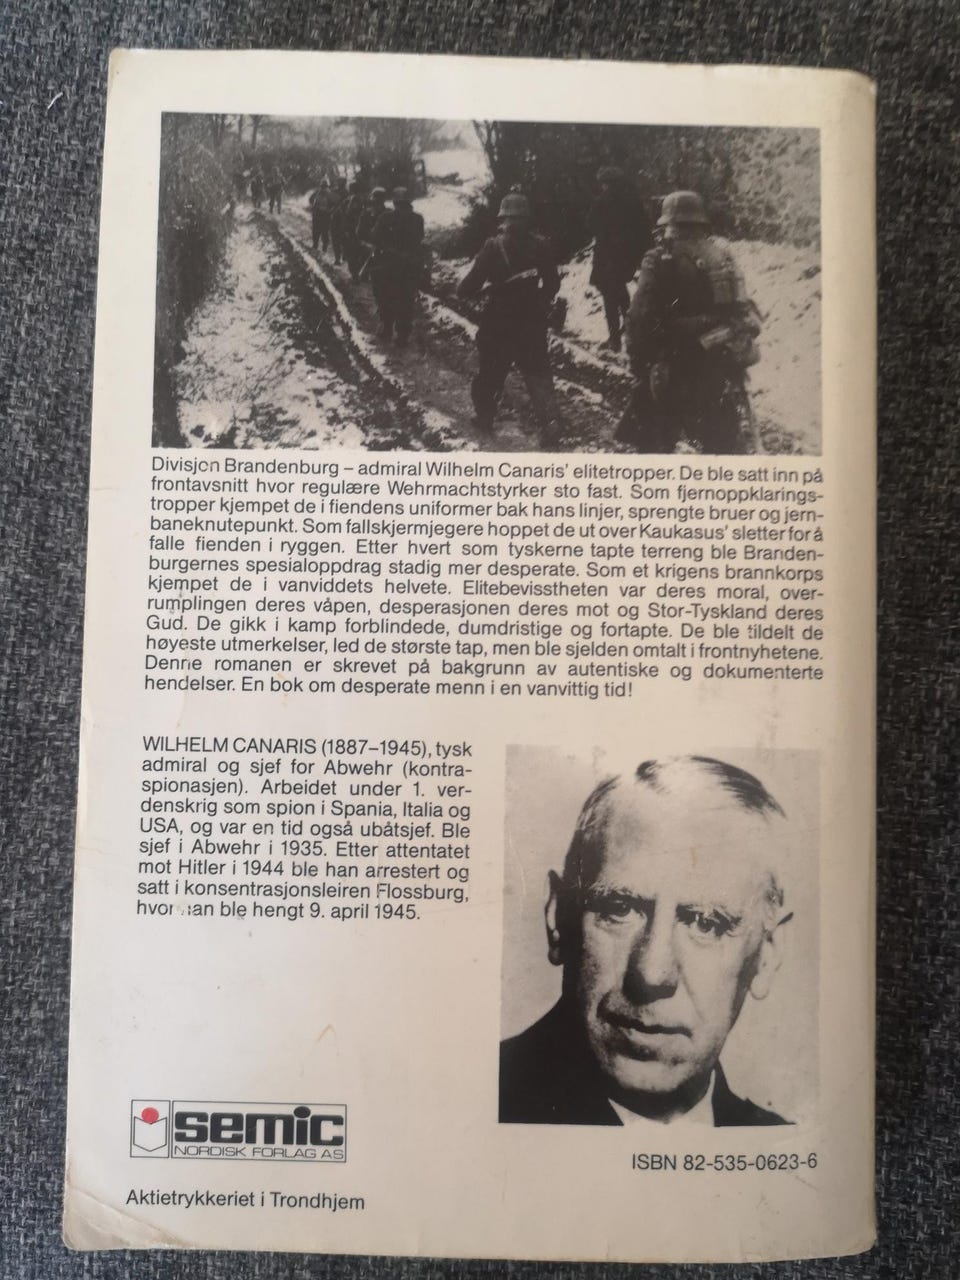 Divisjon Brandenburg – admiral Wilhelm Canaris' elitetropper. De ble satt inn på
frontavsnitt hvor regulære Wehrmachtstyrker sto fast. Som fjernoppklarings-
tropper kjempet de i fiendens uniformer bak hans linjer, sprengte bruer og jern-
baneknutepunkt. Som fallskjermjegere hoppet de ut over Kaukasus' sletter for å
falle fienden i ryggen. Etter hvert som tyskerne tapte terreng ble Branden-
burgernes spesialoppdrag stadig mer desperate. Som et krigens brannkorps
kjempet de i vanviddets helvete. Elitebevisstheten var deres moral, over-
rumplingen deres våpen, desperasjonen deres mot og Stor-Tyskland deres
Gud. De gikk i kamp forblindede, dumdristige og fortapte. De ble tildelt de
høyeste utmerkelser, led de største tap, men ble sjelden omtalt i frontnyhetene.
Denne romanen er skrevet på bakgrunn av autentiske og dokumenterte
hendelser. En bok om desperate menn i en vanvittig tid!
WILHELM CANARIS (1887–1945), tysk
admiral og sjef for Abwehr (kontra-
spionasjen). Arbeidet under 1. ver-
denskrig som spion i Spania, Italia og
USA, og var en tid også ubåtsjef. Ble
sjef i Abwehr i 1935. Etter attentatet
mot Hitler i 1944 ble han arrestert og
satt i konsentrasjonsleiren Flossburg,
hvor han ble hengt 9. april 1945.
semic
NORDISK FORLAG AS
ISBN 82-535-0623-6
Aktietrykkeriet i Trondhjem